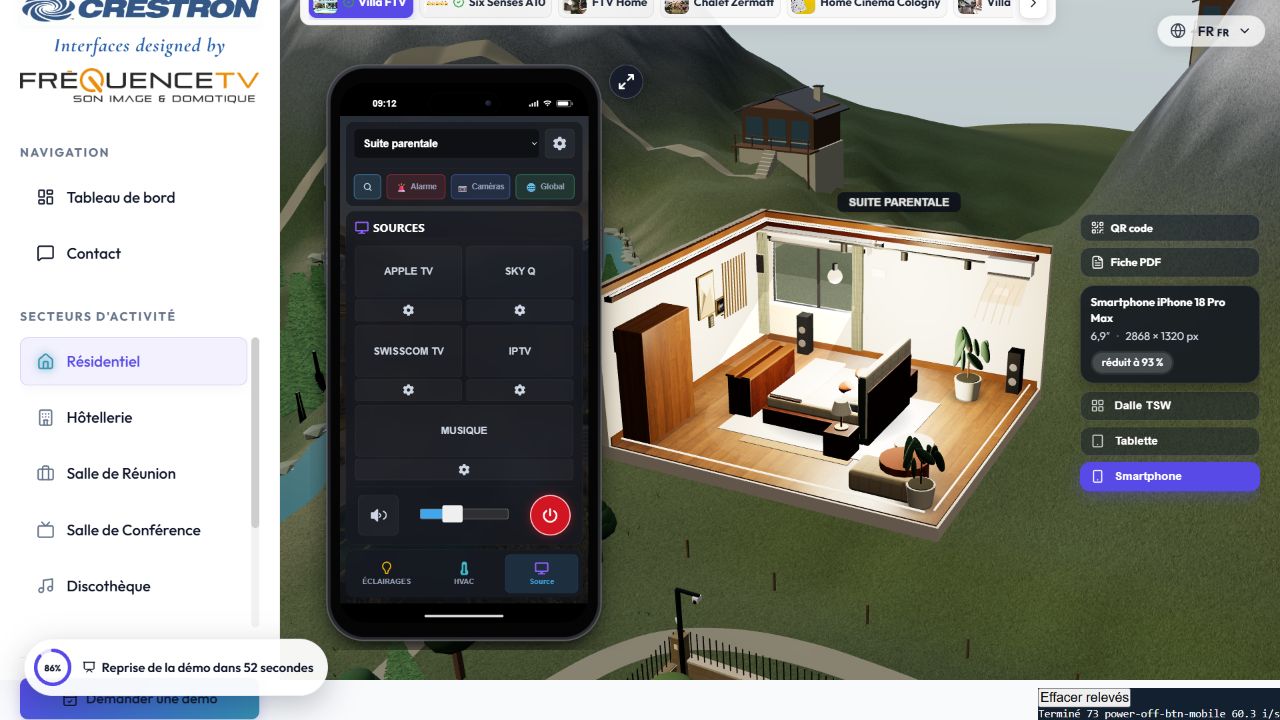 CRESTRON
Interfaces designed by
FRÉQUENCETV
SON IMAGE & DOMOTIQUE
NAVIGATION
Tableau de bord
Contact
SECTEURS D'ACTIVITÉ
Résidentiel
Hôtellerie
Salle de Réunion
Salle de Conférence
Discothèque
86%
Reprise de la démo dans 52 secondes
Demander une démo
Villa FTV
Six Senses A10
FTV Home
Chalet Zermatt
Home Cinema Cologny
Villa
FR FR
09:12
Suite parentale
Alarme
Caméras
Global
SOURCES
APPLE TV
SKY Q
SWISSCOM TV
IPTV
MUSIQUE
ÉCLAIRAGES
HVAC
Source
SUITE PARENTALE
QR code
Fiche PDF
Smartphone iPhone 18 Pro
Max
6,9" · 2868 × 1320 px
réduit à 93 %
Dalle TSW
Tablette
Smartphone
Effacer relevés
Terminé 73 power-off-btn-mobile 60.3 i/s